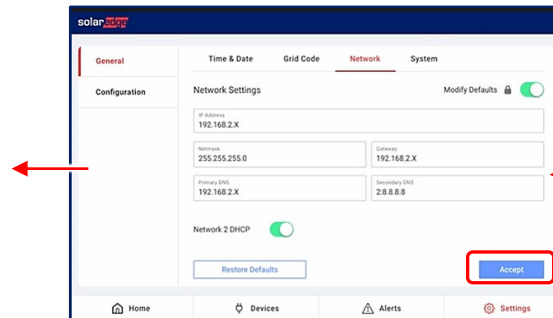 solaredge
General
Configuration
Time & Date Grid Code Network System
Network Settings Modify Defaults
IP Address
192.168.2.X
Netmask Gateway
255.255.255.0 192.168.2.X
Primary DNS Secondary DNS
192.168.2.X 2:8.8.8.8
Network 2 DHCP
Restore Defaults Accept
Home Devices Alerts Settings